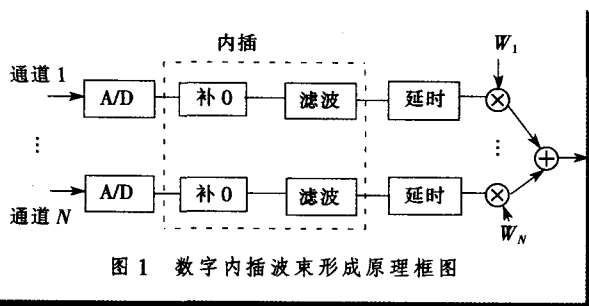 内插
W1
通道 1
A/D
补 0
滤波
延时
⋮
⋮
A/D
补0
滤波
延时
通道 N
WN
图 1 数字内插波束形成原理框图